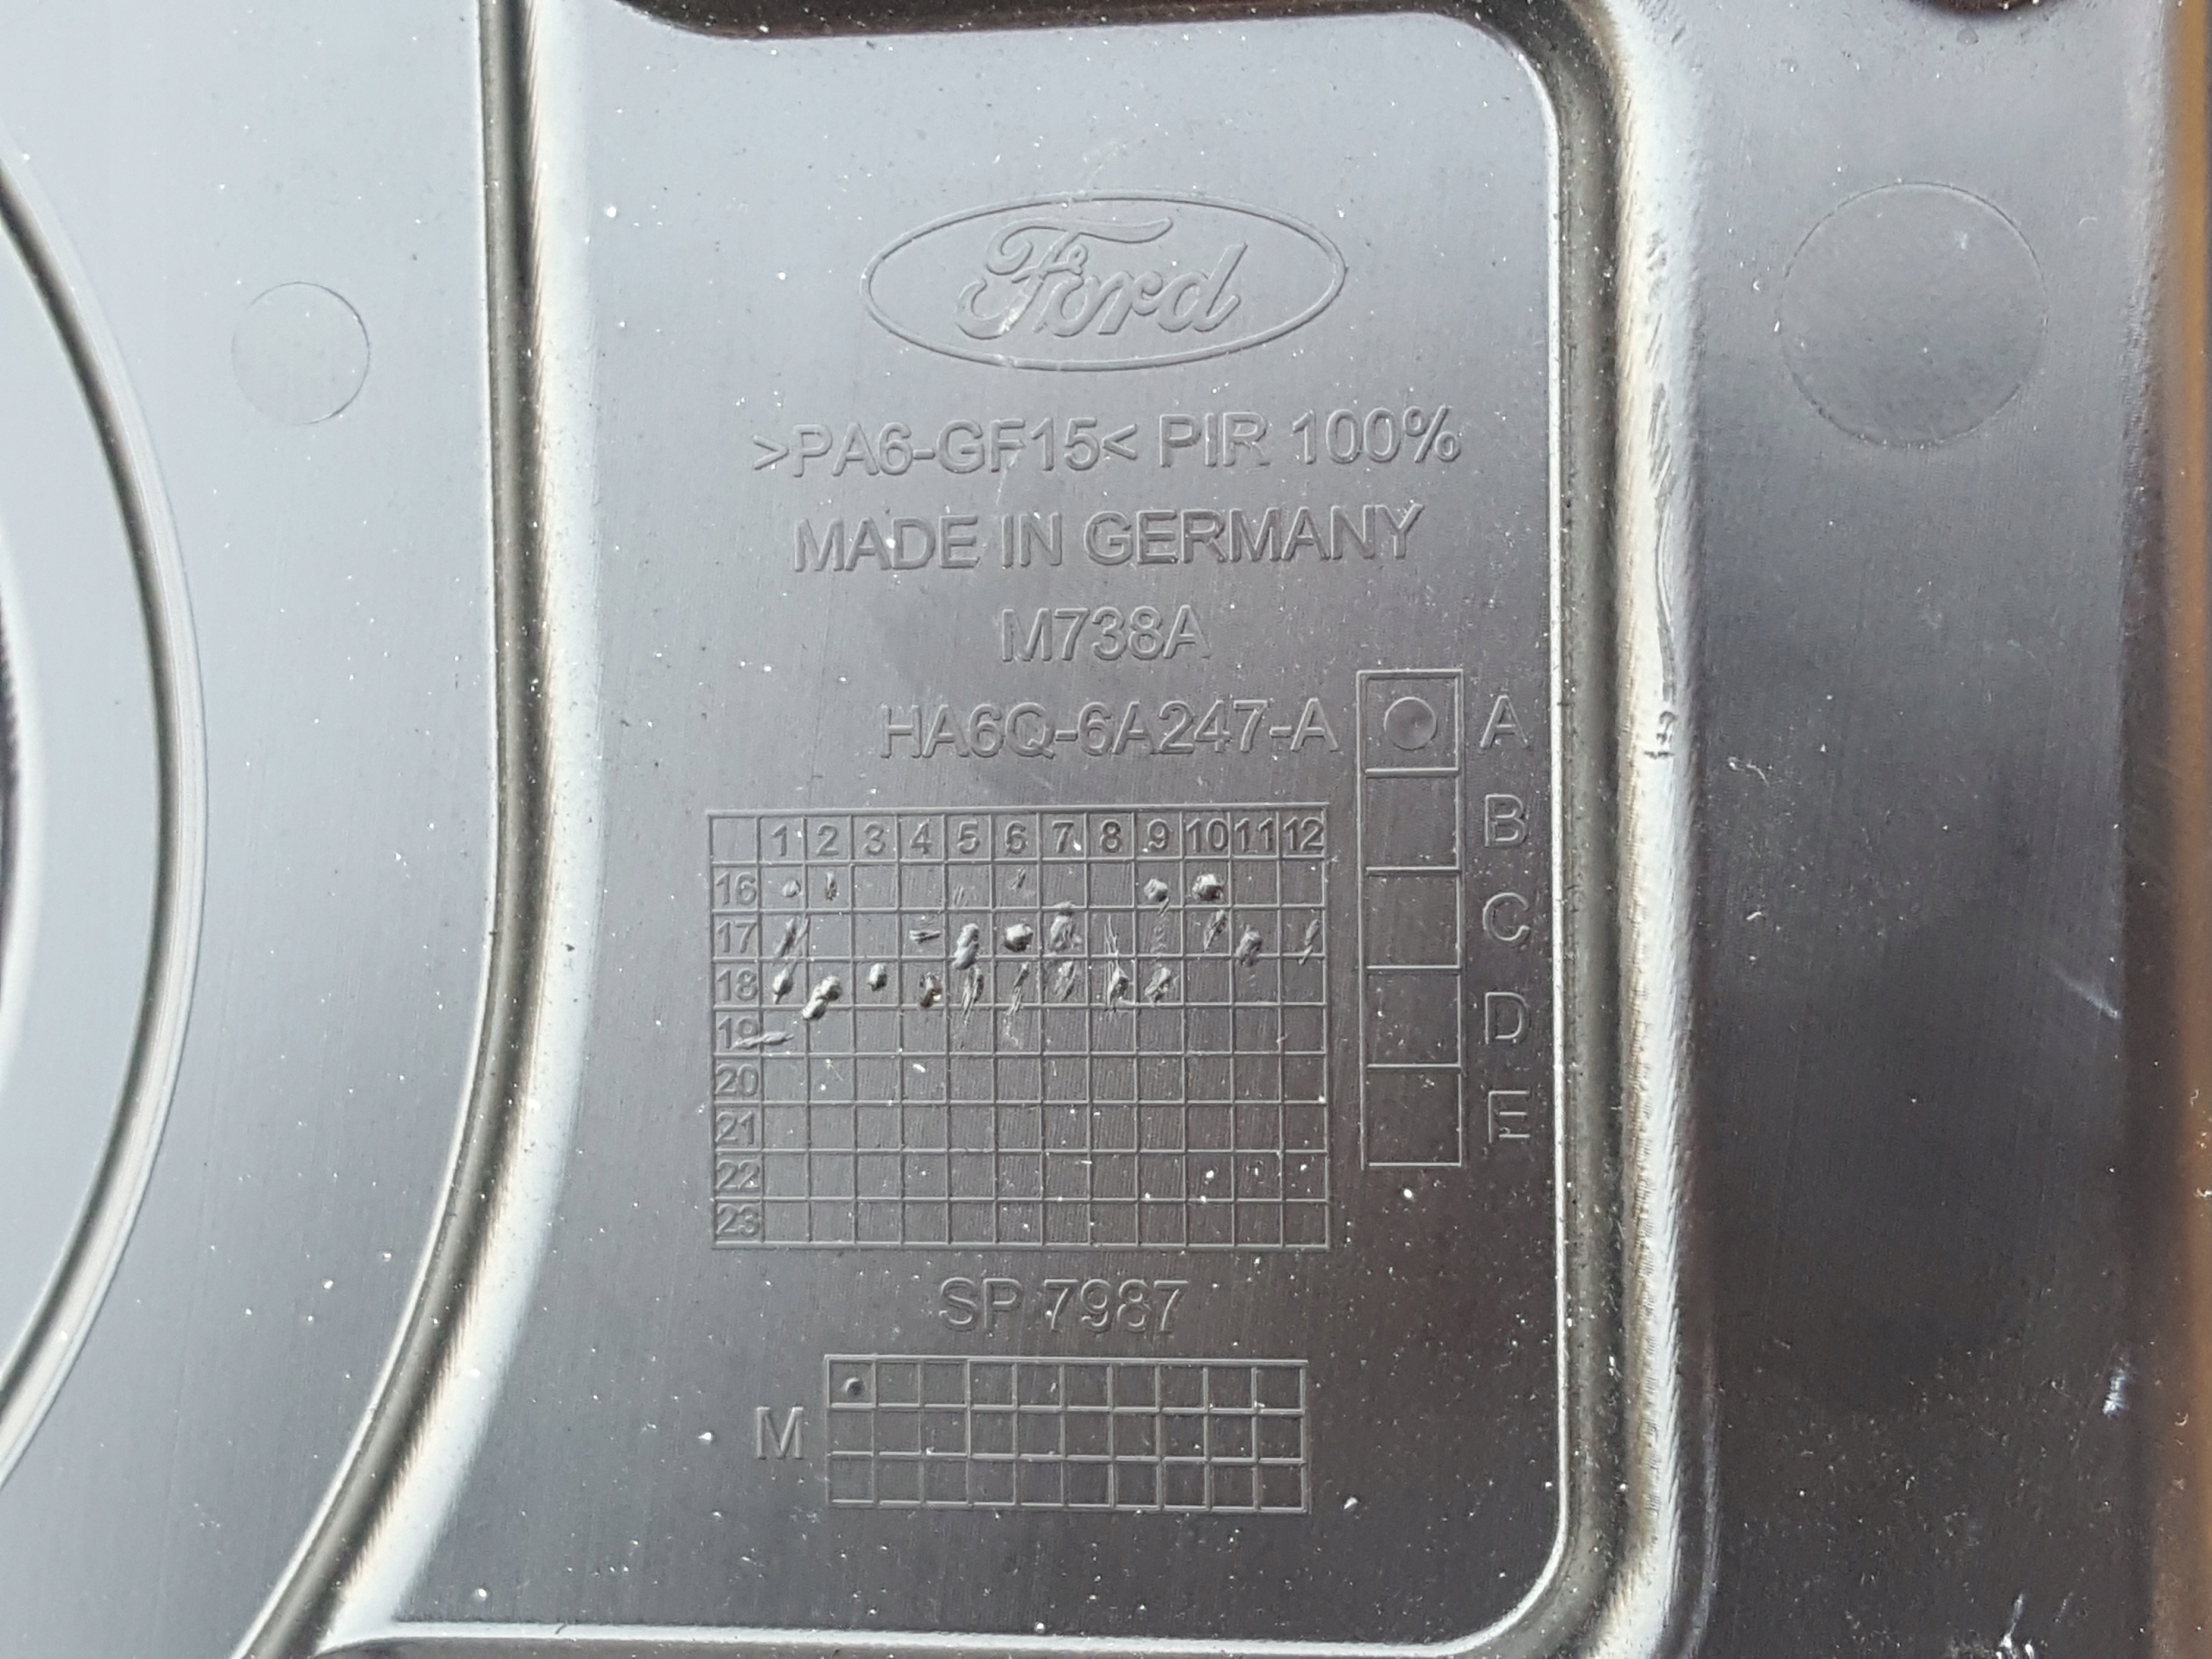 Ford
>PA6-GF15< PIR 100%
MADE IN GERMANY
M738A
HA6Q-6A247-A
A
B
C
D
E
1 2 3 4 5 6 7 8 9 10 11 12
16
17
18
19
20
21
22
23
SP 7987
M